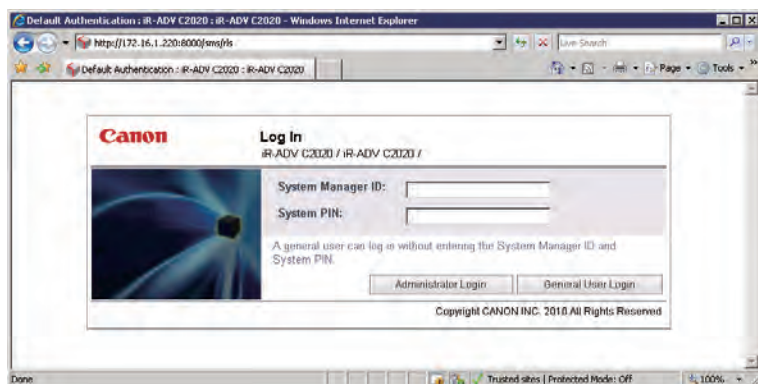 Default Authentication : iR-ADV C2020 : iR-ADV C2020 - Windows Internet Explorer
http://172.16.1.220:8000/sms/rls
Live Search
Default Authentication : iR-ADV C2020 : iR-ADV C2020
Page
Tools
Canon
Log In
iR-ADV C2020 / iR-ADV C2020 /
System Manager ID:
System PIN:
A general user can log in without entering the System Manager ID and
System PIN.
Administrator Login
General User Login
Copyright CANON INC. 2010 All Rights Reserved
Done
Trusted sites | Protected Mode: Off
100%